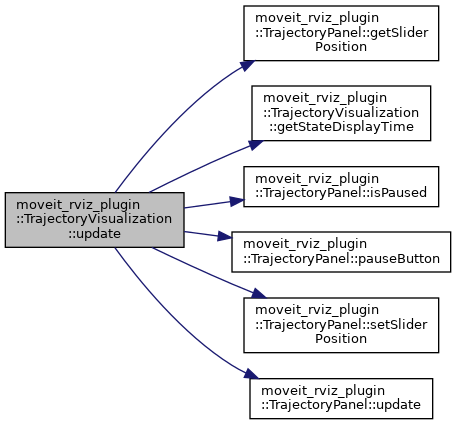 moveit_rviz_plugin
::TrajectoryVisualization
::update
moveit_rviz_plugin
::TrajectoryPanel::getSlider
Position
moveit_rviz_plugin
::TrajectoryVisualization
::getStateDisplayTime
moveit_rviz_plugin
::TrajectoryPanel::isPaused
moveit_rviz_plugin
::TrajectoryPanel::pauseButton
moveit_rviz_plugin
::TrajectoryPanel::setSlider
Position
moveit_rviz_plugin
::TrajectoryPanel::update